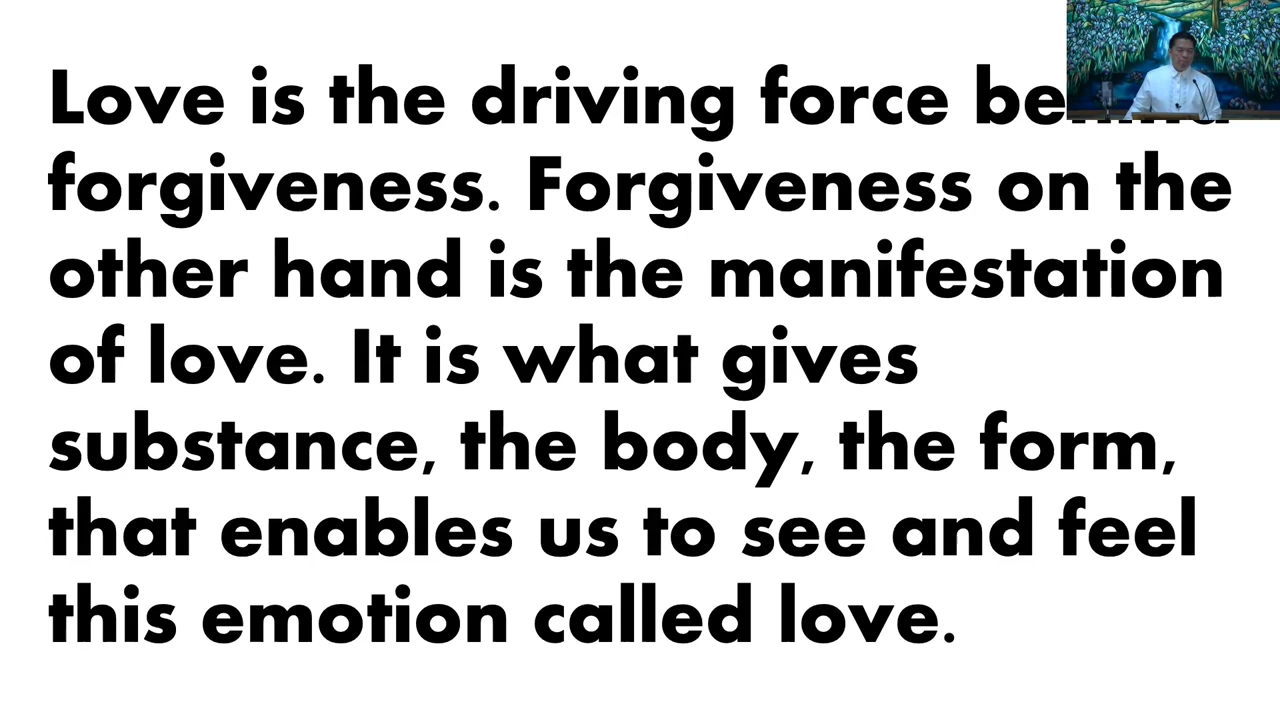 Love is the driving force behind
forgiveness. Forgiveness on the
other hand is the manifestation
of love. It is what gives
substance, the body, the form,
that enables us to see and feel
this emotion called love.